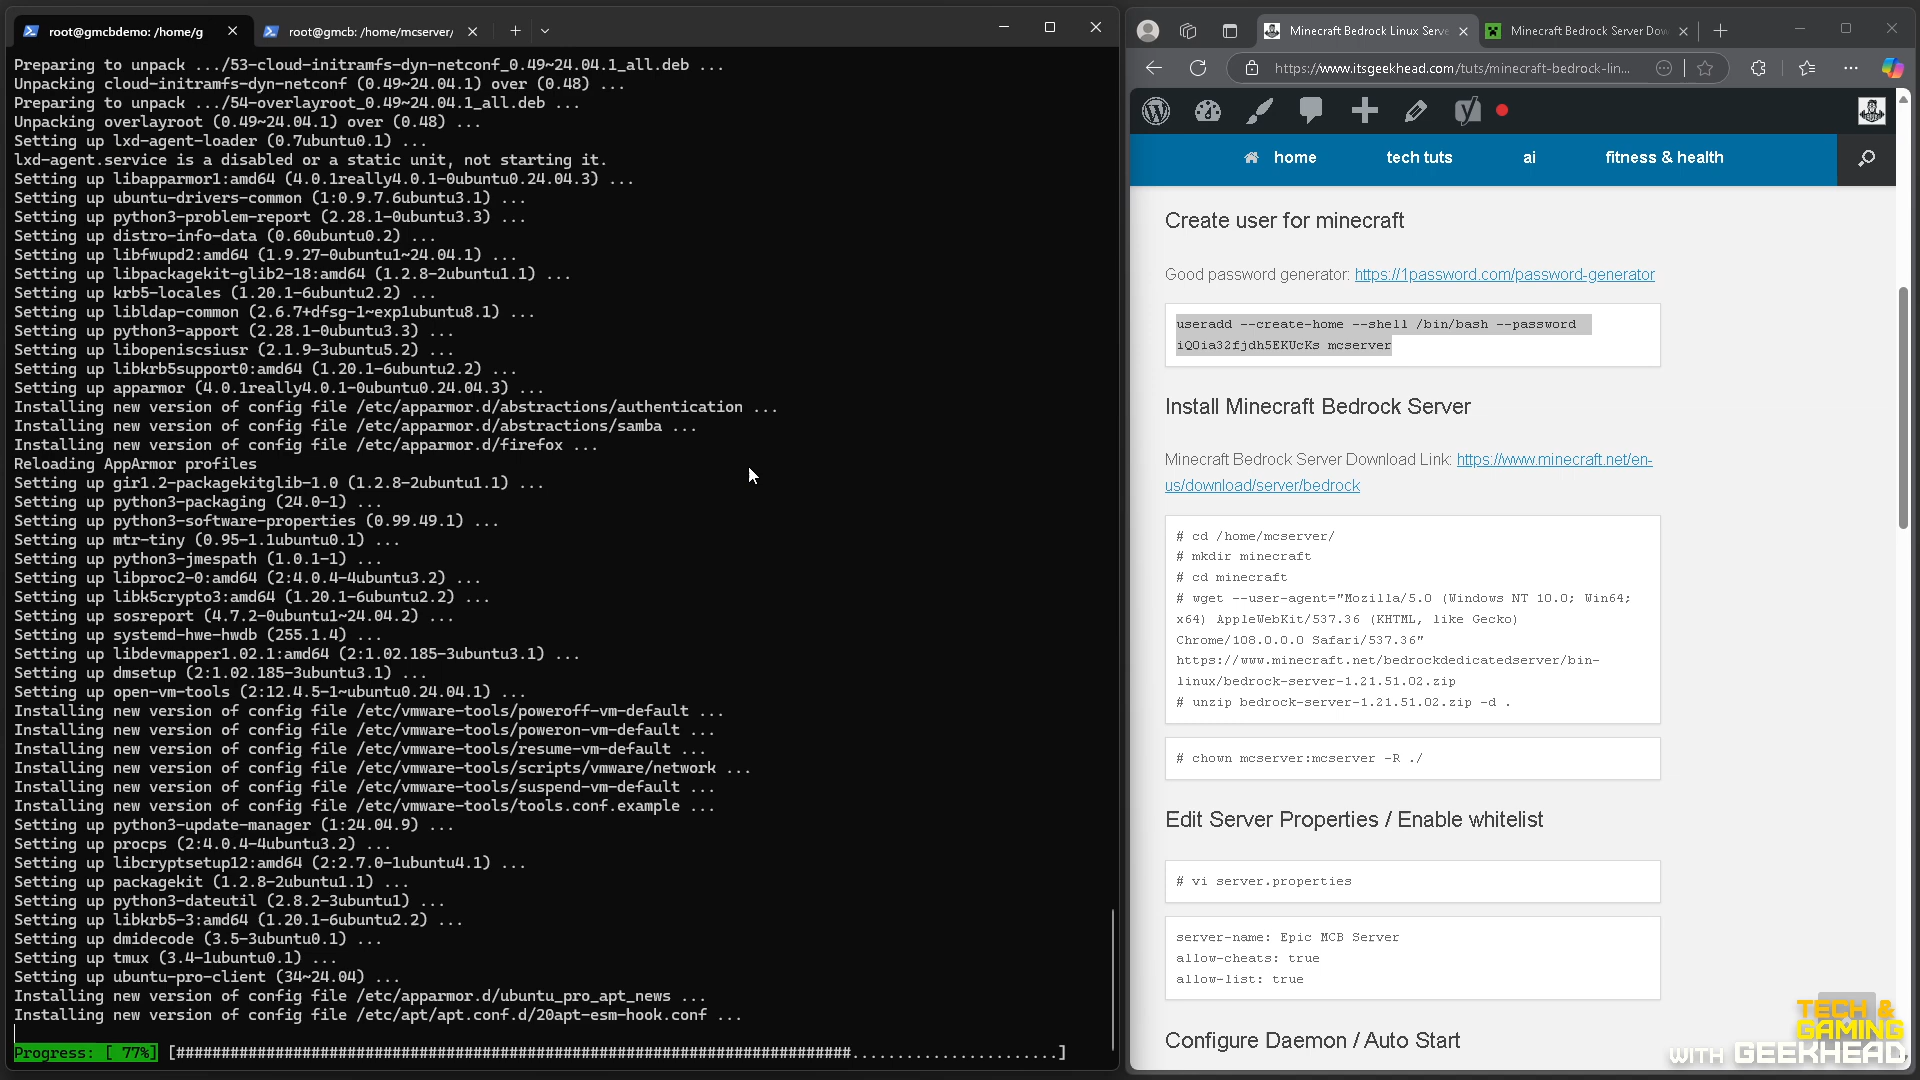 root@gmcbdemo: /home/g
root@gmcb: /home/mcserver/
Preparing to unpack .../53-cloud-initramfs-dyn-netconf_0.49~24.04.1_all.deb ...
Unpacking cloud-initramfs-dyn-netconf (0.49~24.04.1) over (0.48) ...
Preparing to unpack .../54-overlayroot_0.49~24.04.1_all.deb ...
Unpacking overlayroot (0.49~24.04.1) over (0.48) ...
Setting up lxd-agent-loader (0.7ubuntu0.1) ...
lxd-agent.service is a disabled or a static unit, not starting it.
Setting up libapparmor1:amd64 (4.0.1really4.0.1-0ubuntu0.24.04.3) ...
Setting up ubuntu-drivers-common (1:0.9.7.6ubuntu3.1) ...
Setting up python3-problem-report (2.28.1-0ubuntu3.3) ...
Setting up distro-info-data (0.60ubuntu0.2) ...
Setting up libfwupd2:amd64 (1.9.27-0ubuntu1~24.04.1) ...
Setting up libpackagekit-glib2-18:amd64 (1.2.8-2ubuntu1.1) ...
Setting up krb5-locales (1.20.1-6ubuntu2.2) ...
Setting up libldap-common (2.6.7+dfsg-1~exp1ubuntu8.1) ...
Setting up python3-apport (2.28.1-0ubuntu3.3) ...
Setting up libopeniscsiusr (2.1.9-3ubuntu5.2) ...
Setting up libkrb5support0:amd64 (1.20.1-6ubuntu2.2) ...
Setting up apparmor (4.0.1really4.0.1-0ubuntu0.24.04.3) ...
Installing new version of config file /etc/apparmor.d/abstractions/authentication ...
Installing new version of config file /etc/apparmor.d/abstractions/samba ...
Installing new version of config file /etc/apparmor.d/firefox ...
Reloading AppArmor profiles
Setting up gir1.2-packagekitglib-1.0 (1.2.8-2ubuntu1.1) ...
Setting up python3-packaging (24.0-1) ...
Setting up python3-software-properties (0.99.49.1) ...
Setting up mtr-tiny (0.95-1.1ubuntu0.1) ...
Setting up python3-jmespath (1.0.1-1) ...
Setting up libproc2-0:amd64 (2:4.0.4-4ubuntu3.2) ...
Setting up libk5crypto3:amd64 (1.20.1-6ubuntu2.2) ...
Setting up sosreport (4.7.2-0ubuntu1~24.04.2) ...
Setting up systemd-hwe-hwdb (255.1.4) ...
Setting up libdevmapper1.02.1:amd64 (2:1.02.185-3ubuntu3.1) ...
Setting up dmsetup (2:1.02.185-3ubuntu3.1) ...
Setting up open-vm-tools (2:12.4.5-1~ubuntu0.24.04.1) ...
Installing new version of config file /etc/vmware-tools/poweroff-vm-default ...
Installing new version of config file /etc/vmware-tools/poweron-vm-default ...
Installing new version of config file /etc/vmware-tools/resume-vm-default ...
Installing new version of config file /etc/vmware-tools/scripts/vmware/network ...
Installing new version of config file /etc/vmware-tools/suspend-vm-default ...
Installing new version of config file /etc/vmware-tools/tools.conf.example ...
Setting up python3-update-manager (1:24.04.9) ...
Setting up procps (2:4.0.4-4ubuntu3.2) ...
Setting up libcryptsetup12:amd64 (2:2.7.0-1ubuntu4.1) ...
Setting up packagekit (1.2.8-2ubuntu1.1) ...
Setting up python3-dateutil (2.8.2-3ubuntu1) ...
Setting up libkrb5-3:amd64 (1.20.1-6ubuntu2.2) ...
Setting up dmidecode (3.5-3ubuntu0.1) ...
Setting up tmux (3.4-1ubuntu0.1) ...
Setting up ubuntu-pro-client (34~24.04) ...
Installing new version of config file /etc/apparmor.d/ubuntu_pro_apt_news ...
Installing new version of config file /etc/apt/apt.conf.d/20apt-esm-hook.conf ...
Progress: [ 77%] [###########################################################################.......................]
Minecraft Bedrock Linux Serve
Minecraft Bedrock Server Dow
https://www.itsgeekhead.com/tuts/minecraft-bedrock-lin...
home
tech tuts
ai
fitness & health
Create user for minecraft
Good password generator: https://1password.com/password-generator
useradd --create-home --shell /bin/bash --password
iQ0ia32fjdh5EKUcKs mcserver
Install Minecraft Bedrock Server
Minecraft Bedrock Server Download Link: https://www.minecraft.net/en-
us/download/server/bedrock
# cd /home/mcserver/
# mkdir minecraft
# cd minecraft
# wget --user-agent="Mozilla/5.0 (Windows NT 10.0; Win64;
x64) AppleWebKit/537.36 (KHTML, like Gecko)
Chrome/108.0.0.0 Safari/537.36"
https://www.minecraft.net/bedrockdedicatedserver/bin-
linux/bedrock-server-1.21.51.02.zip
# unzip bedrock-server-1.21.51.02.zip -d .
# chown mcserver:mcserver -R ./
Edit Server Properties / Enable whitelist
# vi server.properties
server-name: Epic MCB Server
allow-cheats: true
allow-list: true
Configure Daemon / Auto Start
TECH &
GAMING
WITH GEEKHEAD